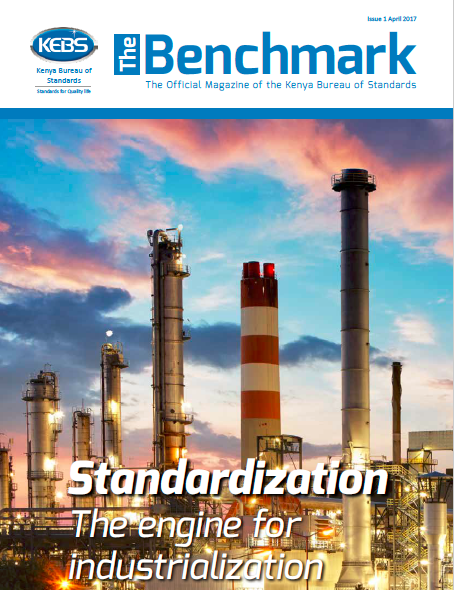 Issue 1 April 2017
KEBS
Kenya Bureau of
Standards
Standards for Quality life
The Benchmark
The Official Magazine of the Kenya Bureau of Standards
Standardization
The engine for
industrialization